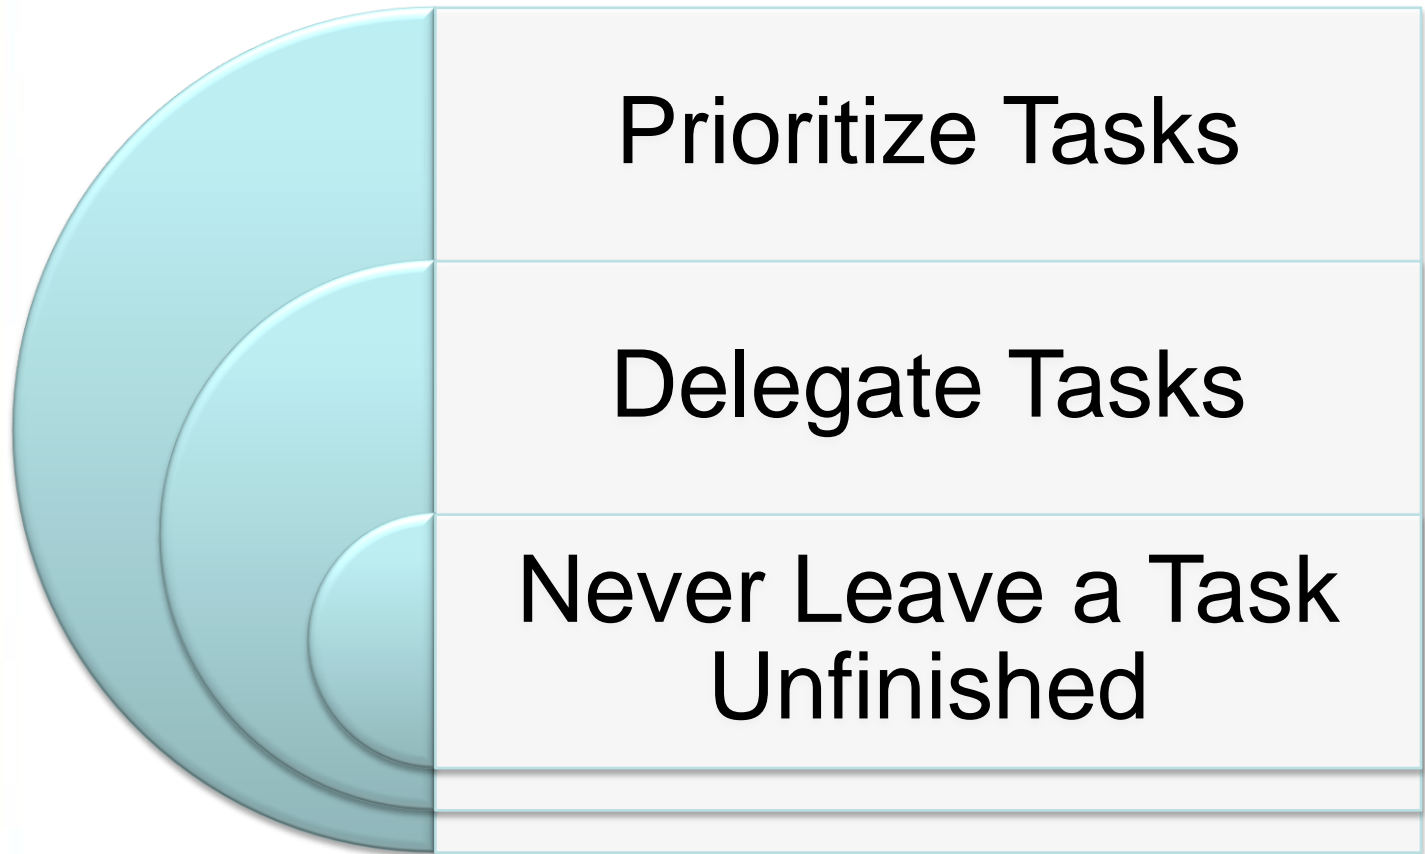 Prioritize Tasks
Delegate Tasks
Never Leave a Task
Unfinished